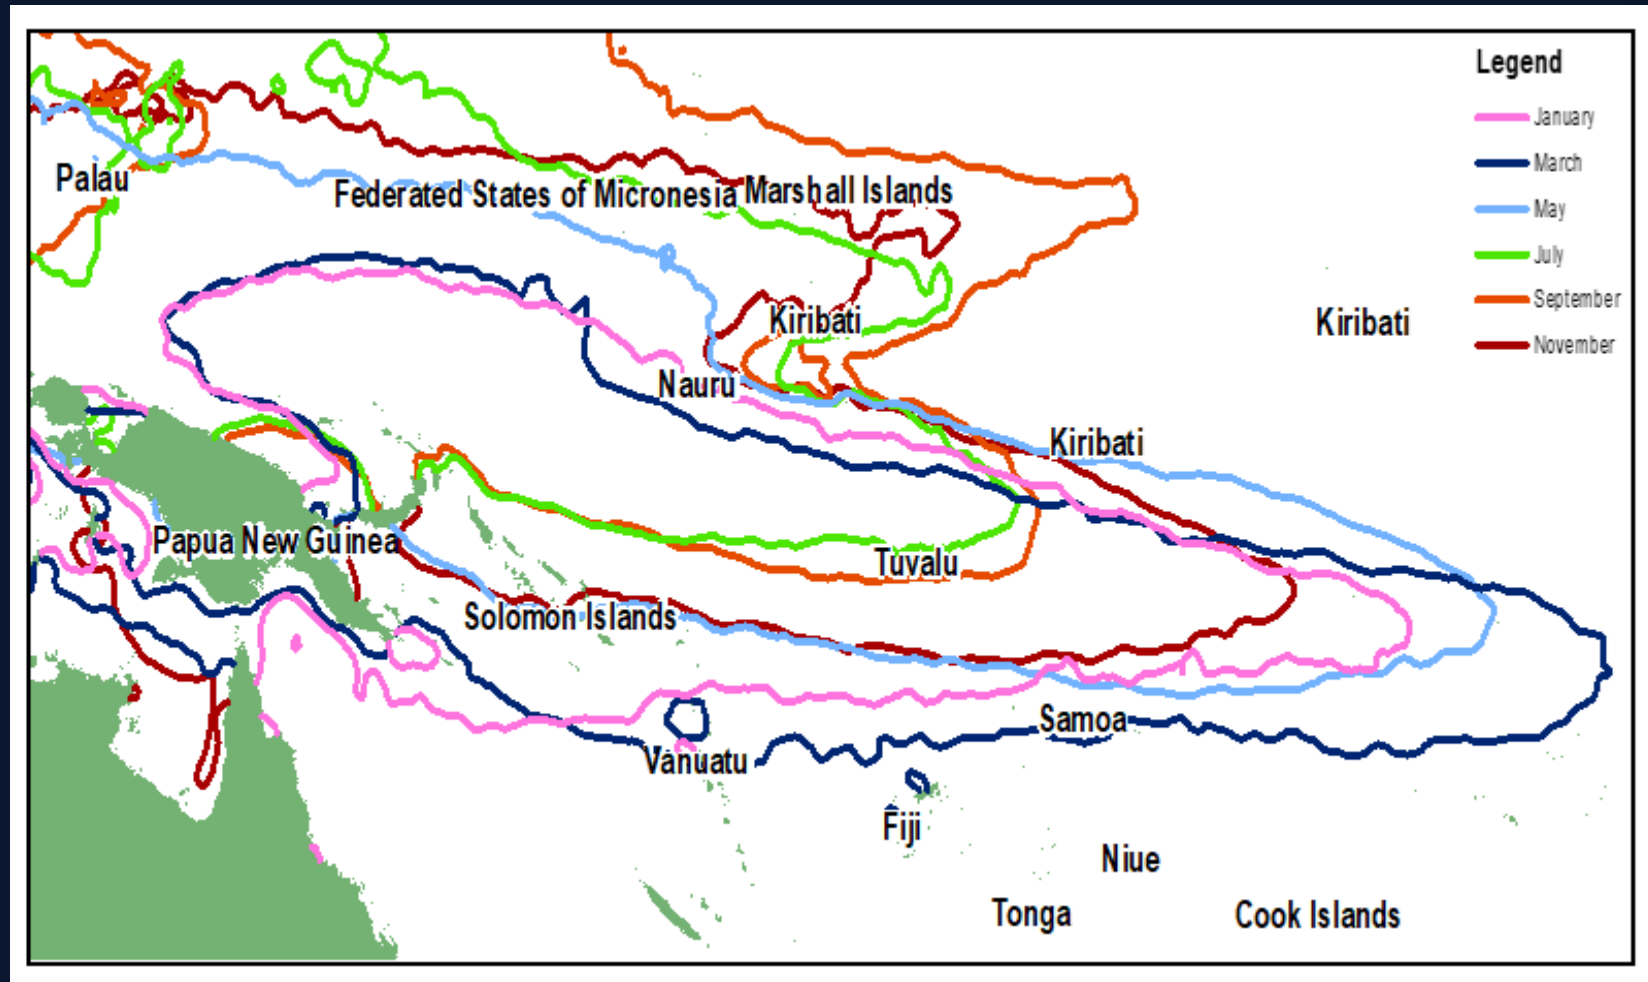 Legend
January
March
May
July
September
November
Palau
Federated States of Micronesia
Marshall Islands
Kiribati
Kiribati
Nauru
Kiribati
Papua New Guinea
Tuvalu
Solomon Islands
Samoa
Vanuatu
Fiji
Niue
Tonga
Cook Islands